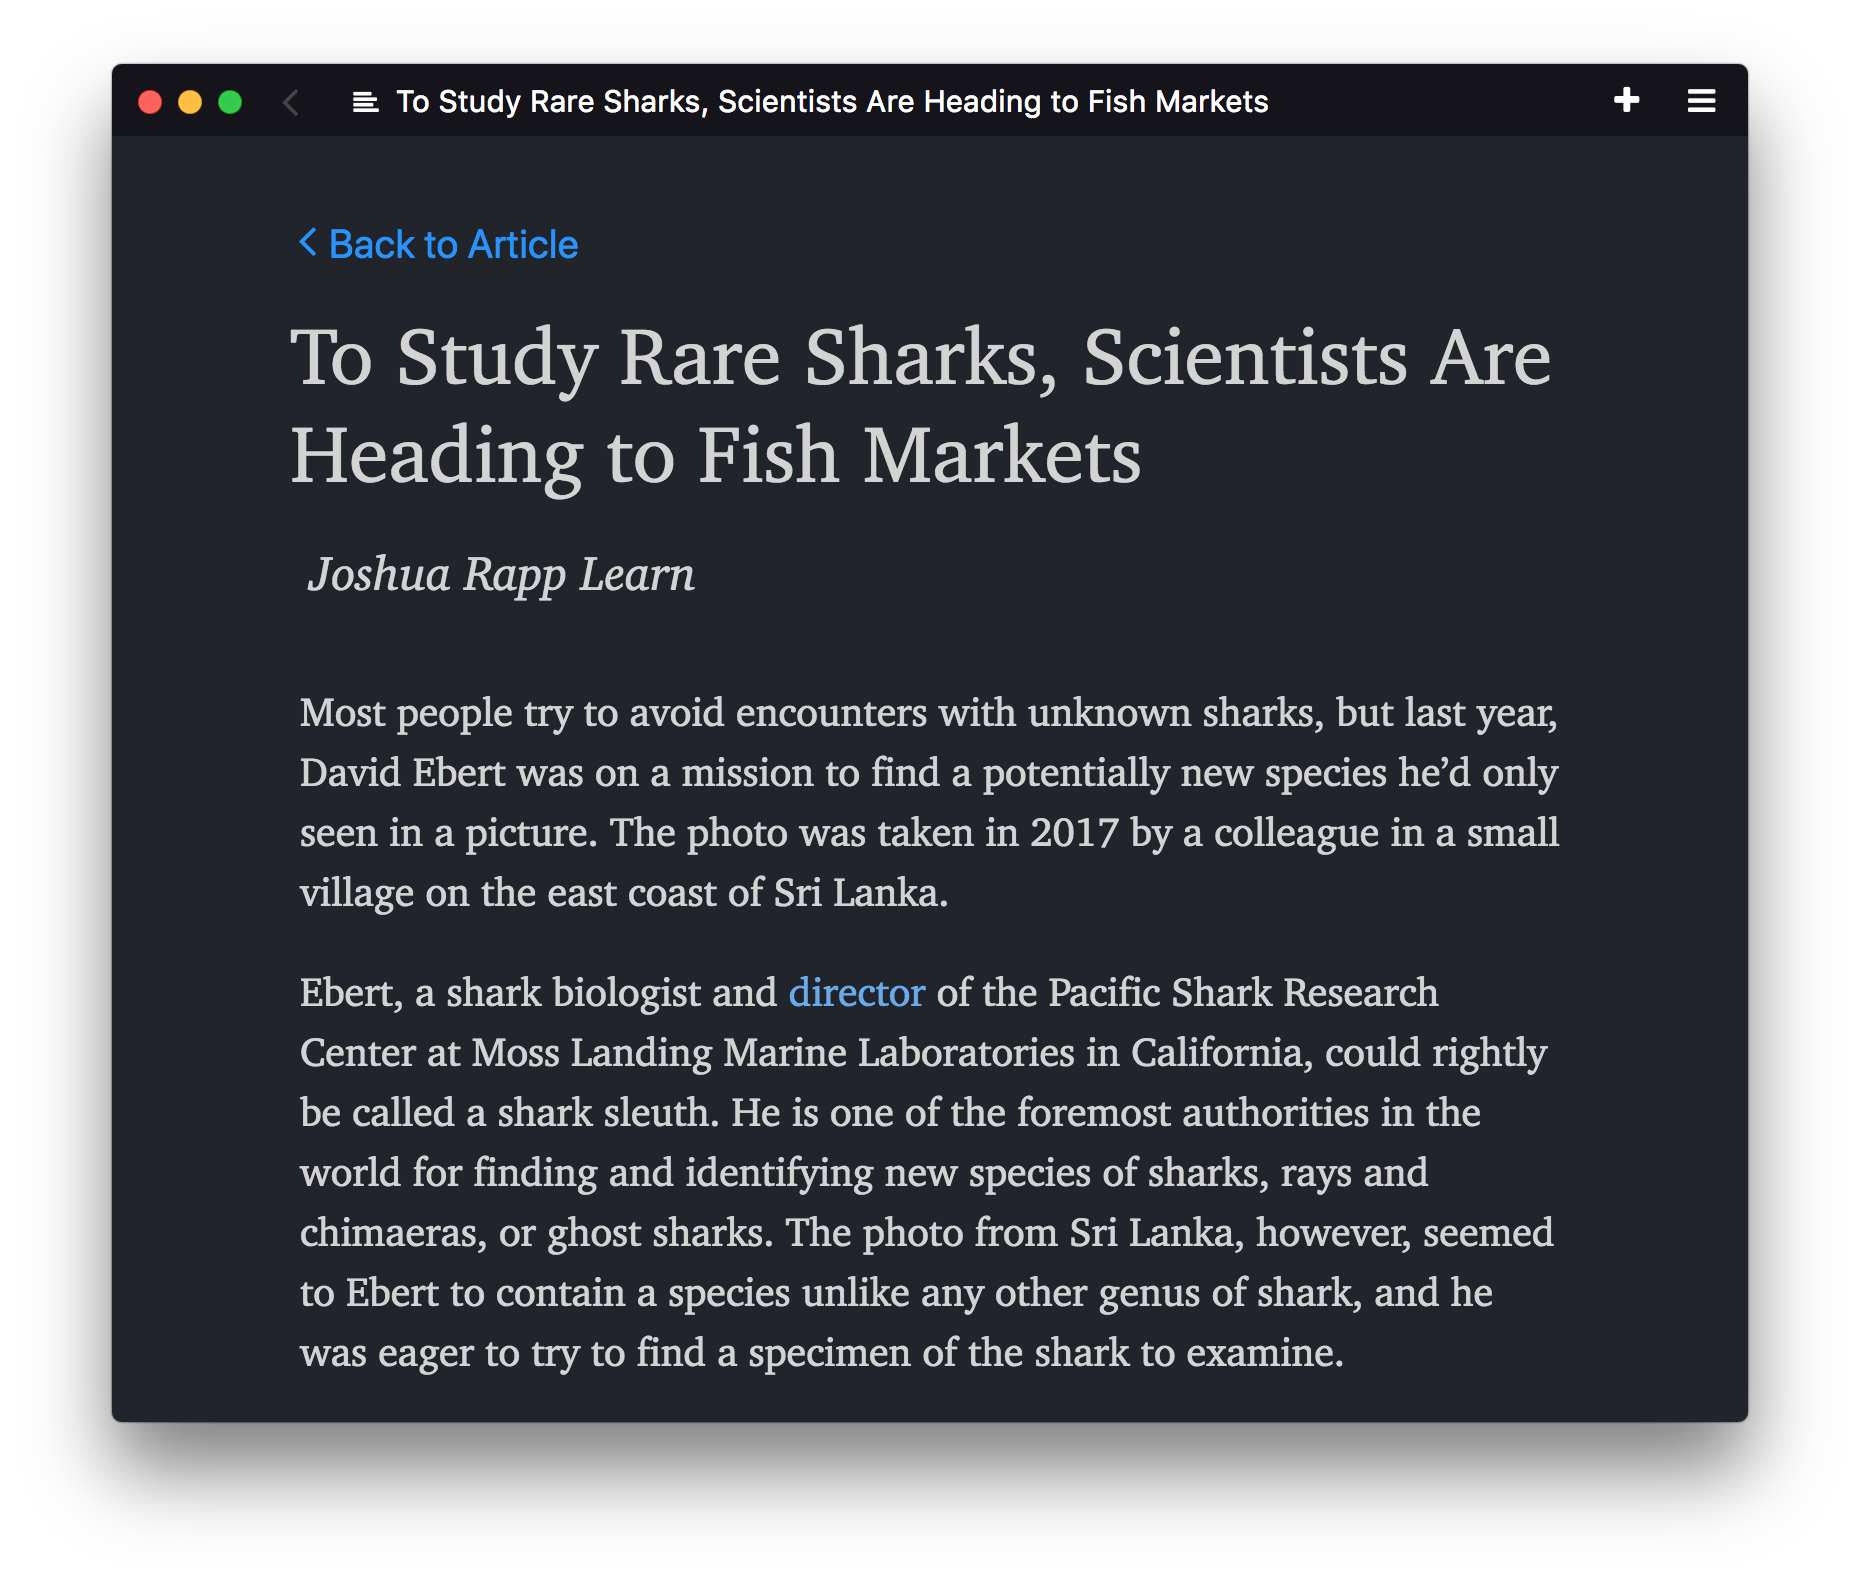 To Study Rare Sharks, Scientists Are Heading to Fish Markets
Back to Article
To Study Rare Sharks, Scientists Are
Heading to Fish Markets
Joshua Rapp Learn
Most people try to avoid encounters with unknown sharks, but last year,
David Ebert was on a mission to find a potentially new species he’d only
seen in a picture. The photo was taken in 2017 by a colleague in a small
village on the east coast of Sri Lanka.
Ebert, a shark biologist and director of the Pacific Shark Research
Center at Moss Landing Marine Laboratories in California, could rightly
be called a shark sleuth. He is one of the foremost authorities in the
world for finding and identifying new species of sharks, rays and
chimaeras, or ghost sharks. The photo from Sri Lanka, however, seemed
to Ebert to contain a species unlike any other genus of shark, and he
was eager to try to find a specimen of the shark to examine.